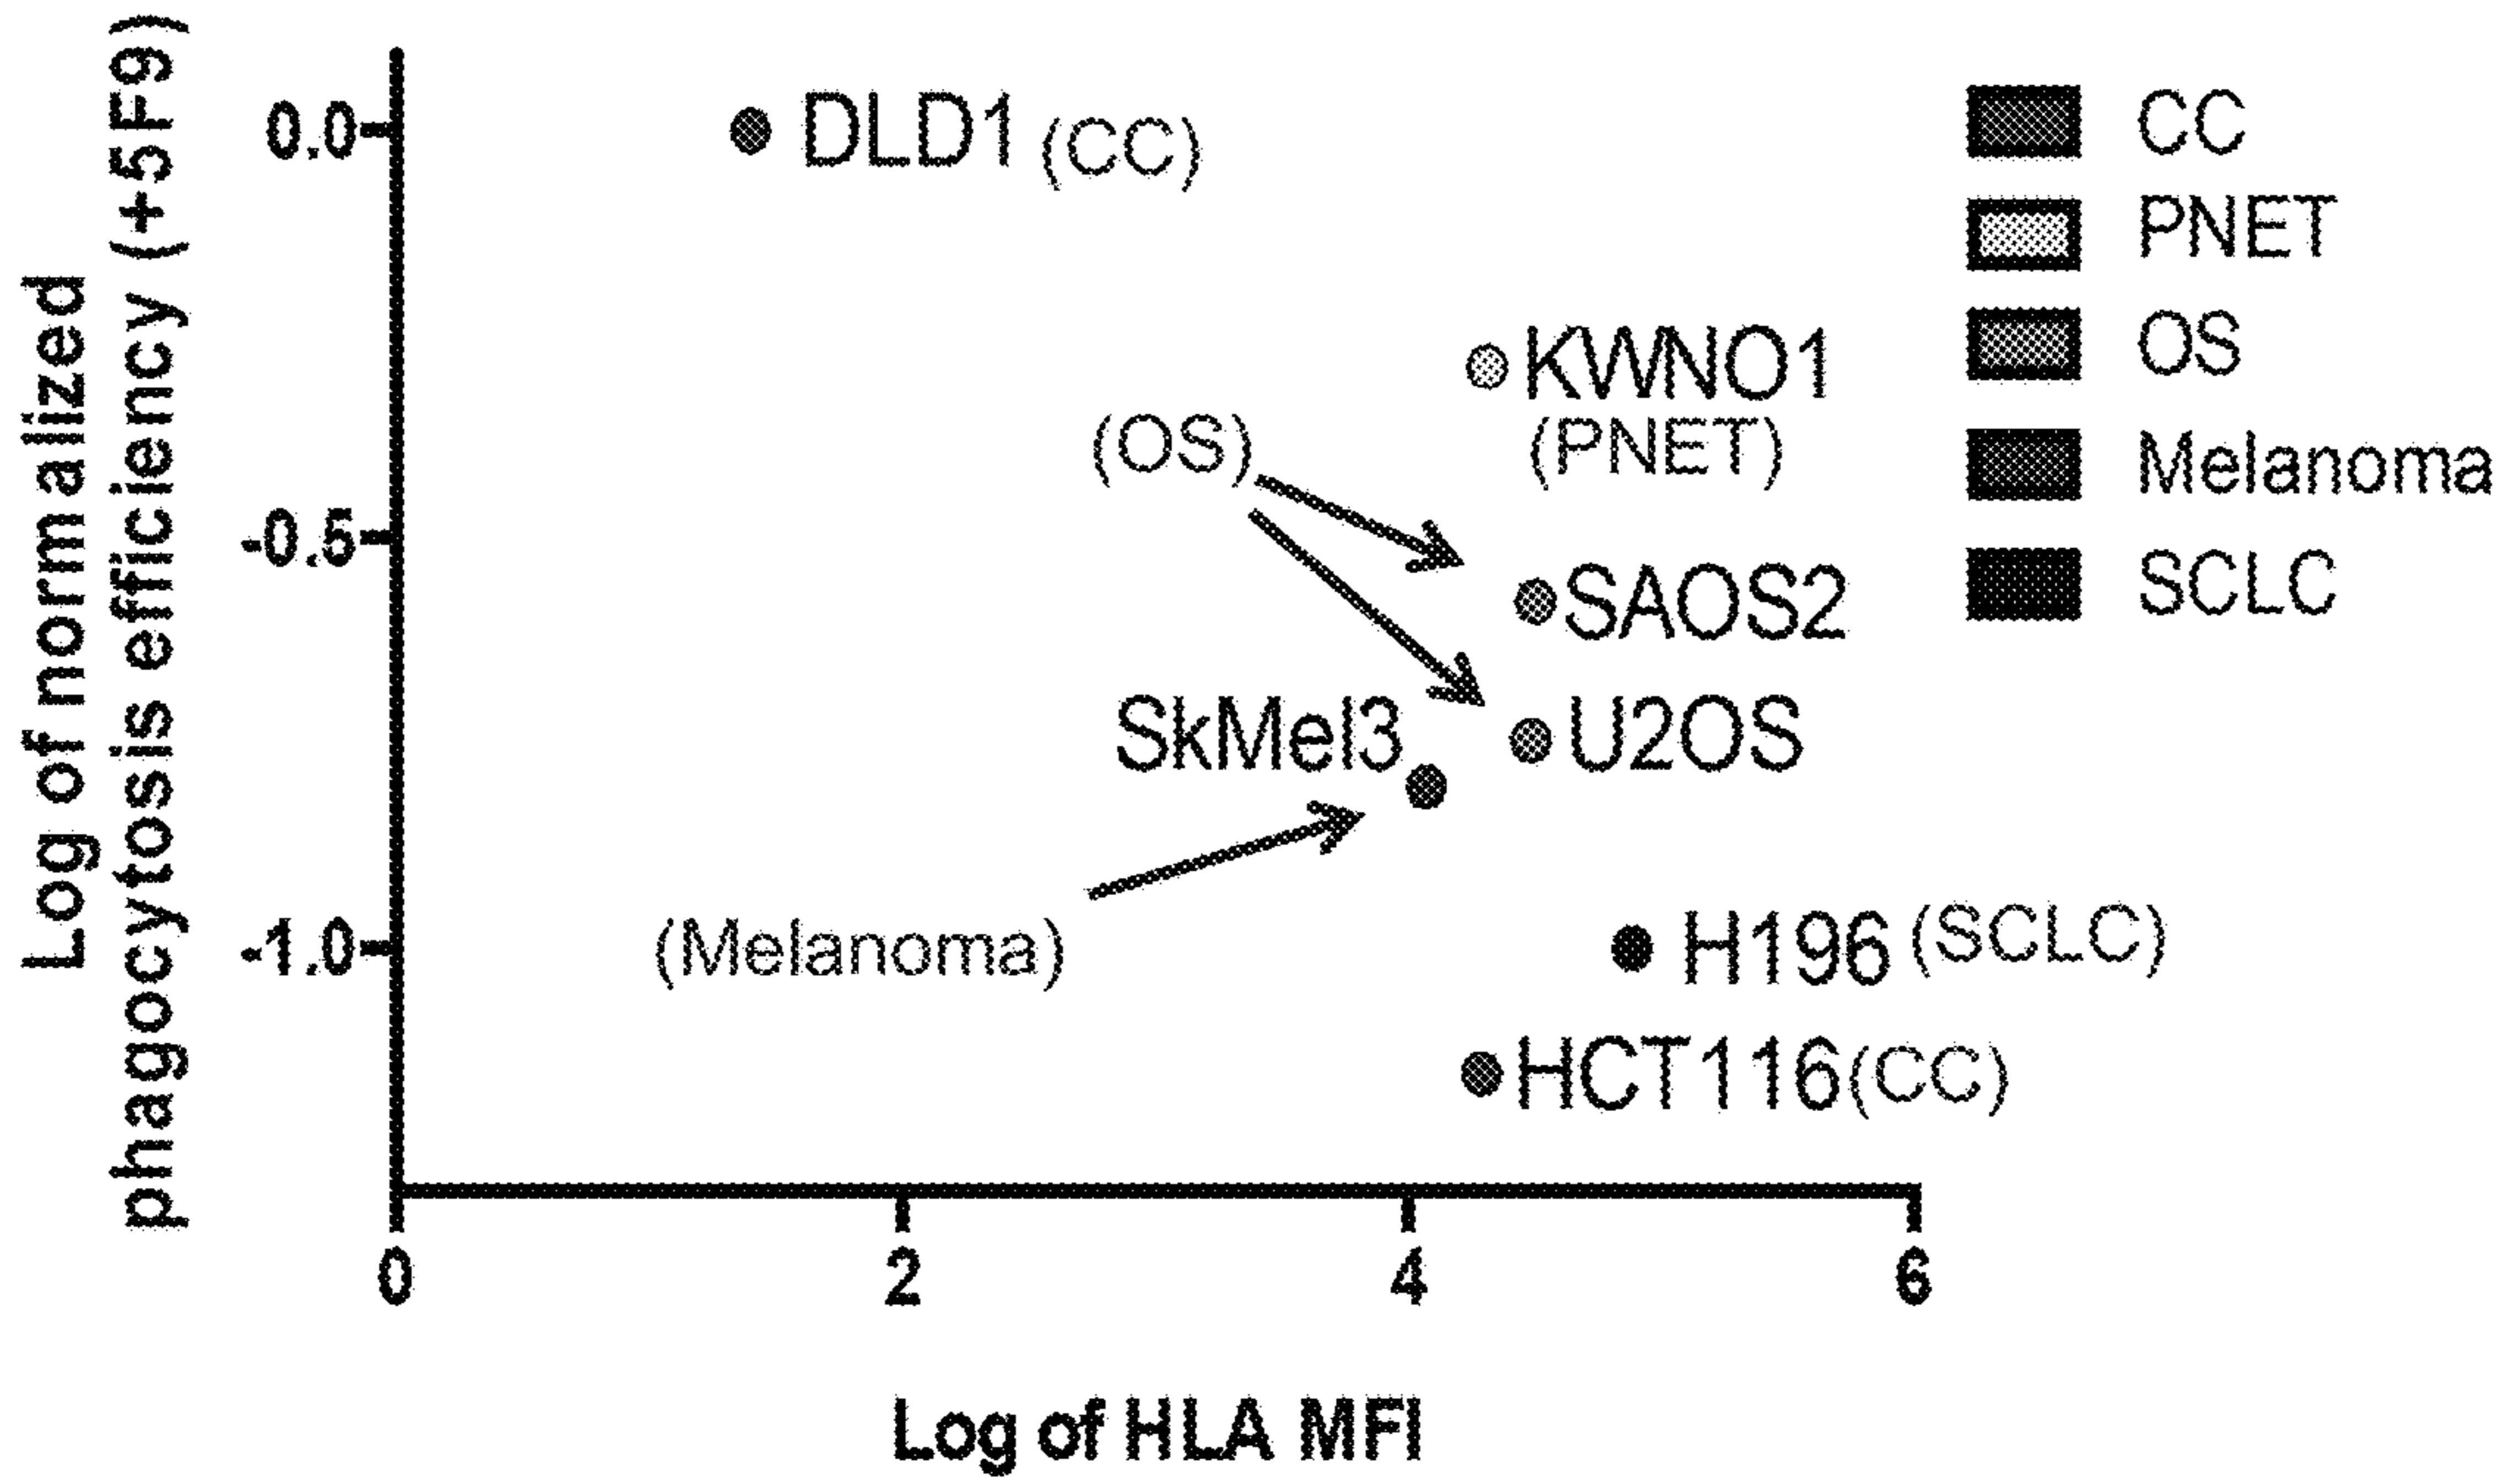 Log of normalized
phagocytosis efficiency (+5F9)
0.0
-0.5
-1.0
DLD1 (CC)
KWNO1
(PNET)
(OS)
SAOS2
SkMel3
U2OS
(Melanoma)
H196 (SCLC)
HCT116 (CC)
CC
PNET
OS
Melanoma
SCLC
0
2
4
6
Log of HLA MFI